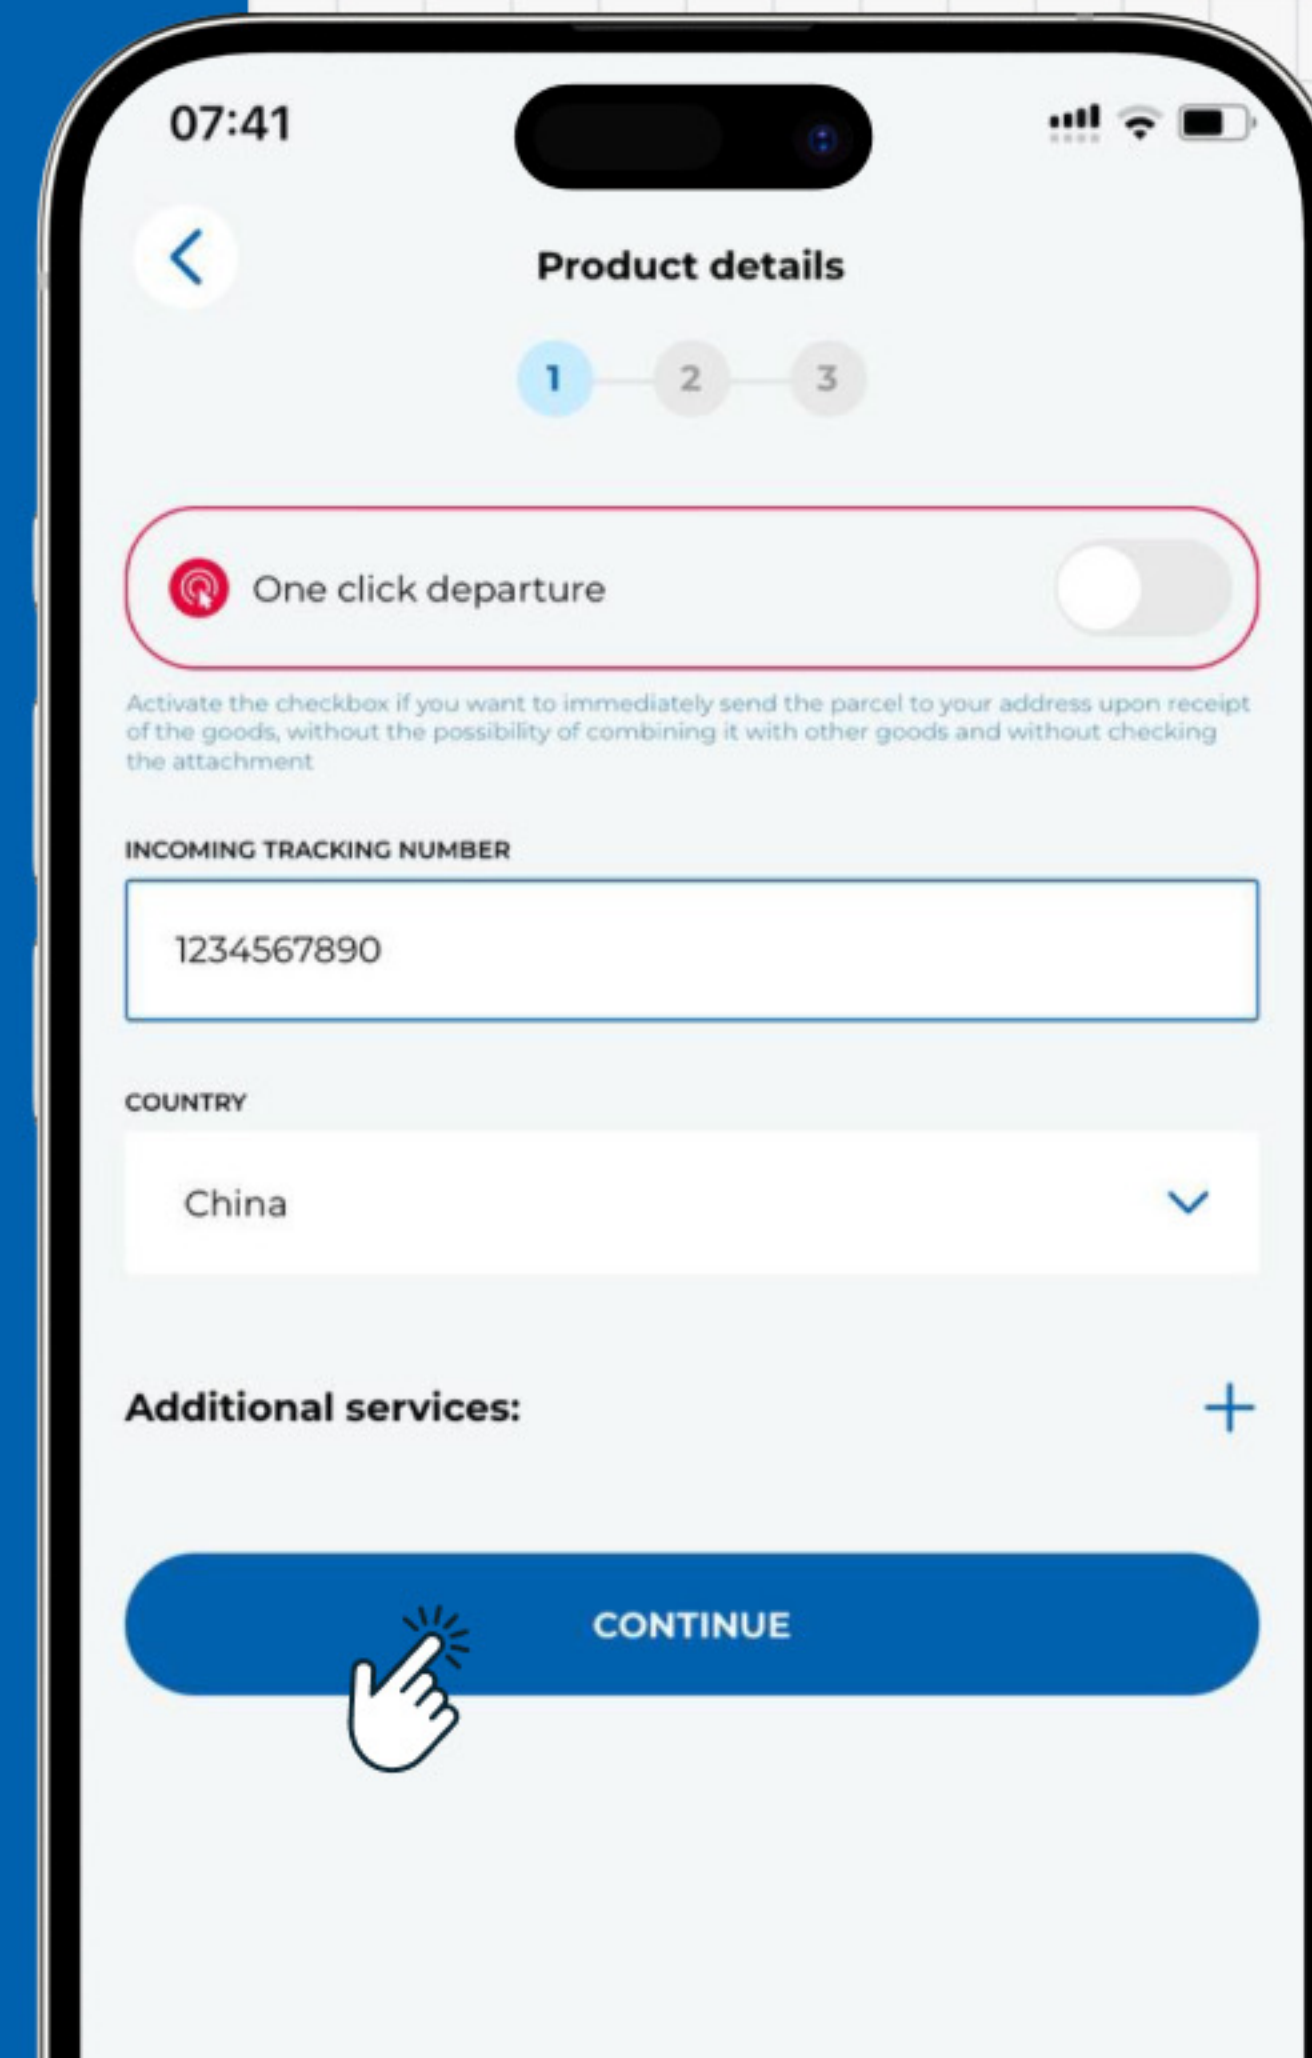 07:41
Product details
1 2 3
One click departure
Activate the checkbox if you want to immediately send the parcel to your address upon receipt
of the goods, without the possibility of combining it with other goods and without checking
the attachment
INCOMING TRACKING NUMBER
1234567890
COUNTRY
China
Additional services:
CONTINUE